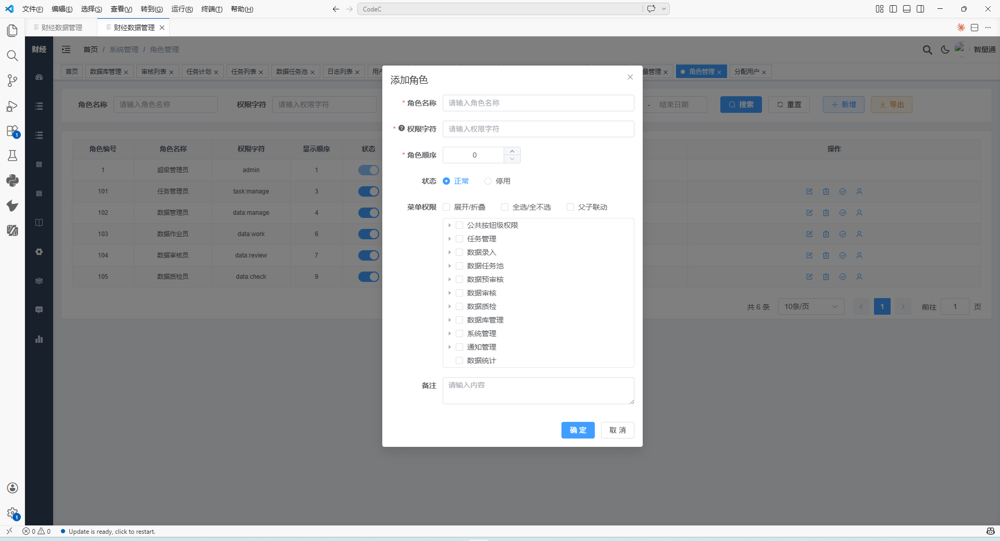 文件(F) 编辑(E) 选择(S) 查看(V) 转到(G) 运行(R) 终端(T) 帮助(H) CodeC
财经数据管理 财经数据管理
财经 首页 / 系统管理 / 角色管理 智量通
首页 数据库管理 审核列表 任务计划 任务列表 数据任务池 日志列表 用户 量管理 角色管理 分配用户
角色名称 请输入角色名称 权限字符 请输入权限字符 - 结束日期 搜索 重置 新增 导出
角色编号 角色名称 权限字符 显示顺序 状态 操作
1 超级管理员 admin 1
101 任务管理员 task:manage 3
102 数据管理员 data:manage 4
103 数据作业员 data:work 6
104 数据审核员 data:review 7
105 数据质检员 data:check 9
共 6 条 10条/页 1 前往 1 页
添加角色
* 角色名称 请输入角色名称
* 权限字符 请输入权限字符
* 角色顺序 0
状态 正常 停用
菜单权限 展开/折叠 全选/全不选 父子联动
公共按钮级权限
任务管理
数据录入
数据任务池
数据预审核
数据审核
数据质检
数据库管理
系统管理
通知管理
数据统计
备注 请输入内容
确 定 取 消
1
1
0 0 Update is ready, click to restart.